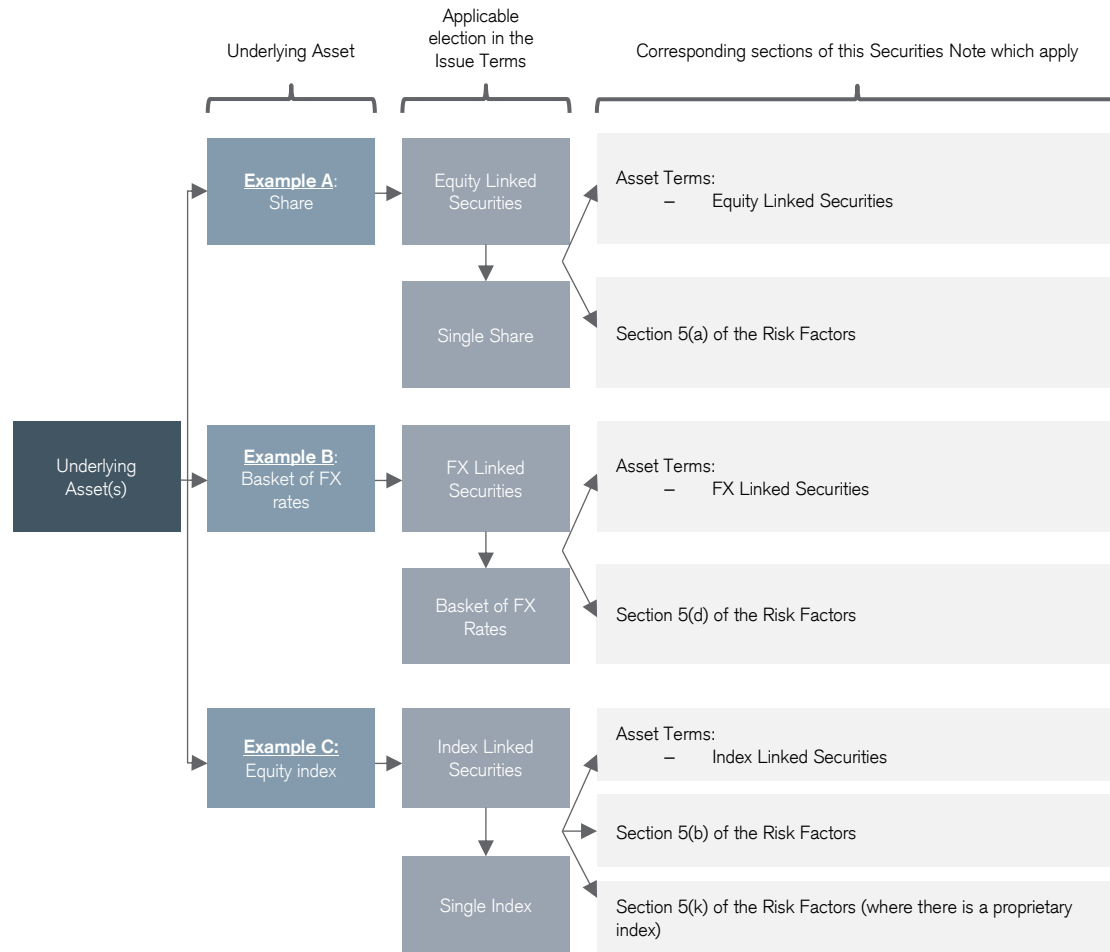 Underlying Asset
Applicable
election in the
Issue Terms
Corresponding sections of this Securities Note which apply
Underlying
Asset(s)
Example A:
Share
Equity Linked
Securities
Single Share
Asset Terms:
– Equity Linked Securities
Section 5(a) of the Risk Factors
Example B:
Basket of FX
rates
FX Linked
Securities
Basket of FX
Rates
Asset Terms:
– FX Linked Securities
Section 5(d) of the Risk Factors
Example C:
Equity index
Index Linked
Securities
Single Index
Asset Terms:
– Index Linked Securities
Section 5(b) of the Risk Factors
Section 5(k) of the Risk Factors (where there is a proprietary
index)